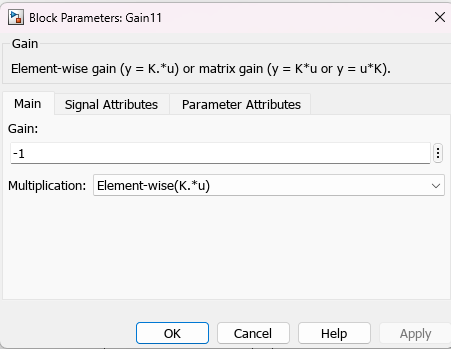 Block Parameters: Gain11
Gain
Element-wise gain (y = K.*u) or matrix gain (y = K*u or y = u*K).
Main Signal Attributes Parameter Attributes
Gain:
-1
Multiplication: Element-wise(K.*u)
OK Cancel Help Apply